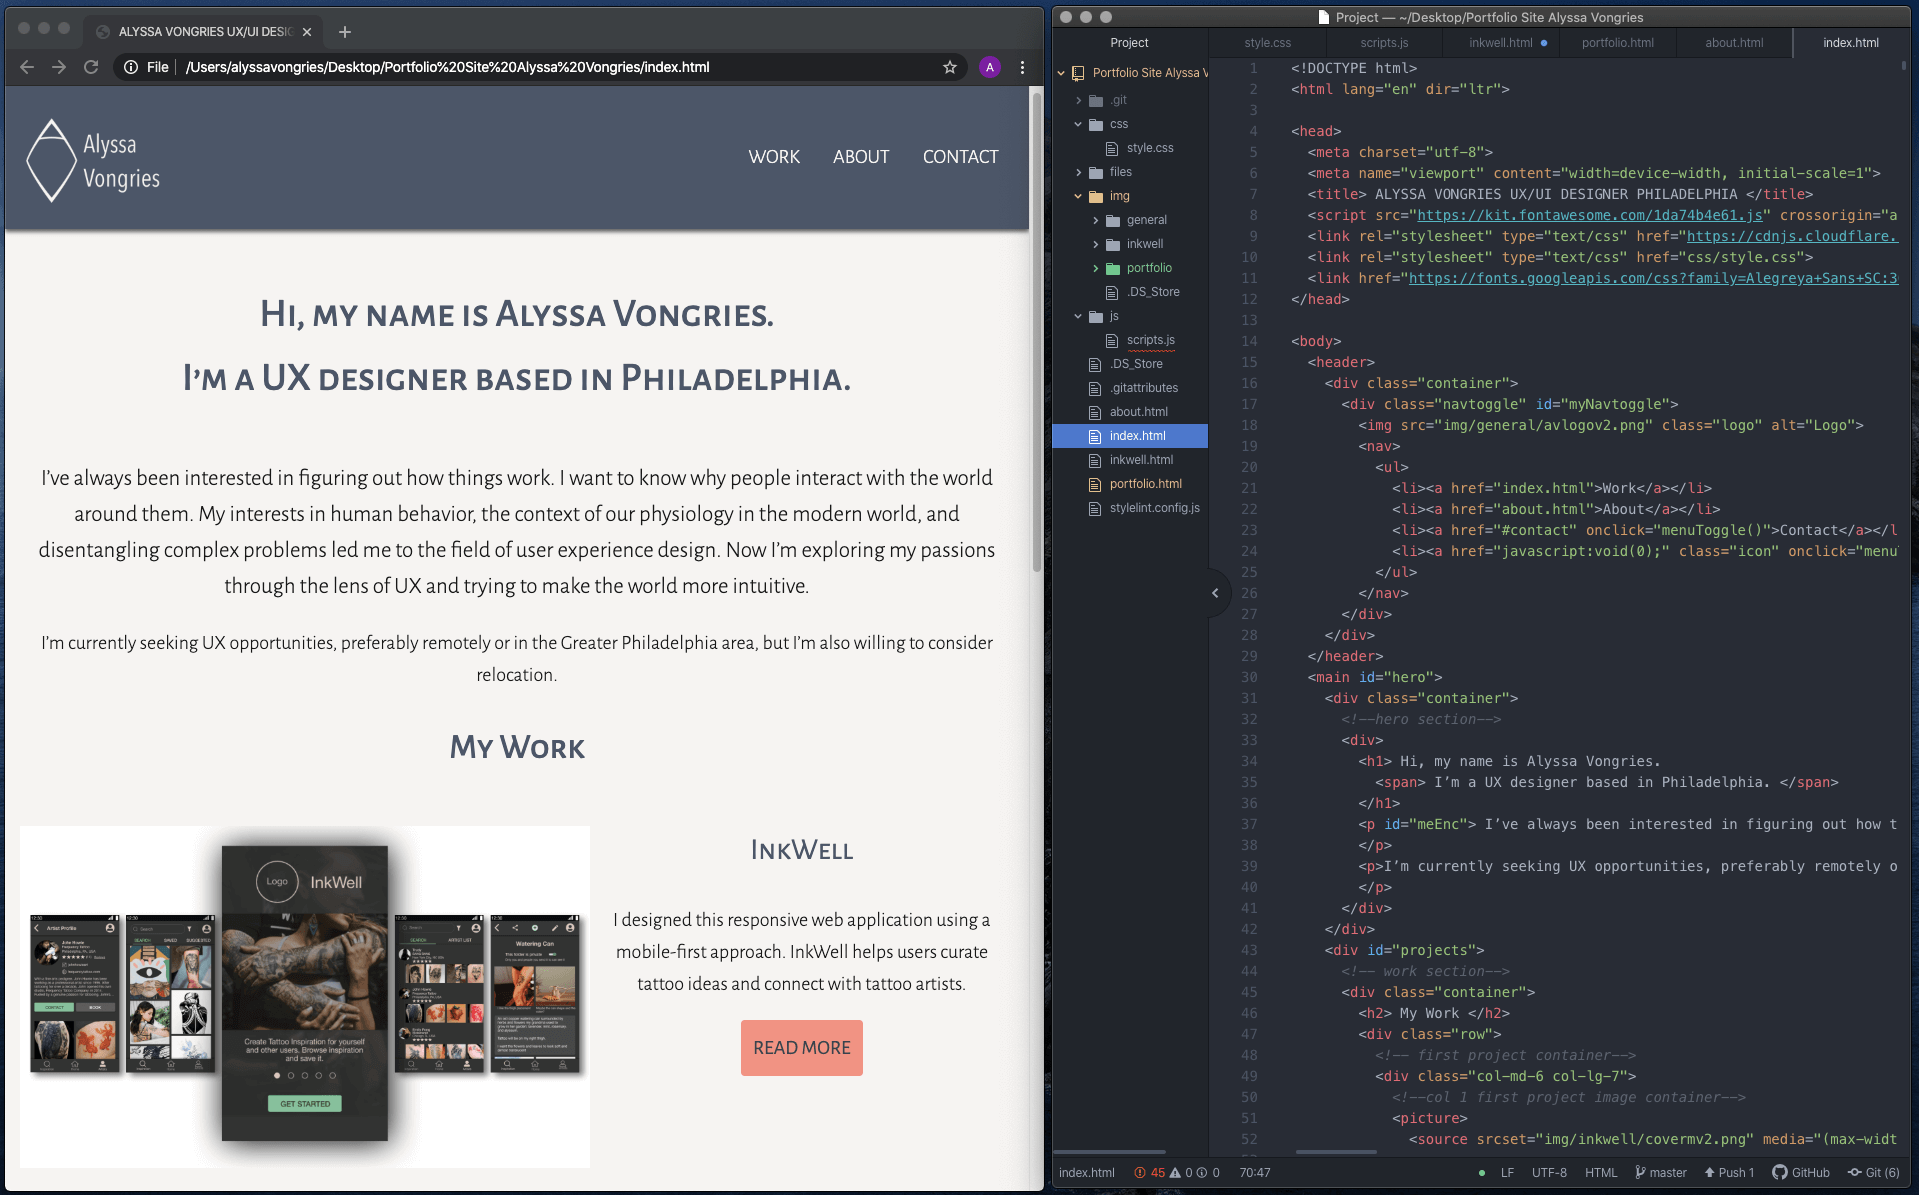 ALYSSA VONGRIES UX/UI DESIG
File
/Users/alyssavongries/Desktop/Portfolio%20Site%20Alyssa%20Vongries/index.html
A
Alyssa
Vongries
WORK ABOUT CONTACT
Hi, my name is Alyssa Vongries.
I’m a UX designer based in Philadelphia.
I’ve always been interested in figuring out how things work. I want to know why people interact with the world
around them. My interests in human behavior, the context of our physiology in the modern world, and
disentangling complex problems led me to the field of user experience design. Now I’m exploring my passions
through the lens of UX and trying to make the world more intuitive.
I’m currently seeking UX opportunities, preferably remotely or in the Greater Philadelphia area, but I’m also willing to consider
relocation.
My Work
Logo InkWell
Artist Profile
CONTACT BOOK
Search
SEARCH SAVED SUGGESTED
Create Tattoo Inspiration for yourself
and other users. Browse inspiration
and save it.
GET STARTED
SEARCH ARTIST LIST
Watering Can
InkWell
I designed this responsive web application using a
mobile-first approach. InkWell helps users curate
tattoo ideas and connect with tattoo artists.
READ MORE
Project — ~/Desktop/Portfolio Site Alyssa Vongries
Project
style.css scripts.js inkwell.html portfolio.html about.html index.html
Portfolio Site Alyssa V
.git
css
style.css
files
img
general
inkwell
portfolio
.DS_Store
js
scripts.js
.DS_Store
.gitattributes
about.html
index.html
inkwell.html
portfolio.html
stylelint.config.js
1 <!DOCTYPE html>
2 <html lang="en" dir="ltr">
3
4 <head>
5 <meta charset="utf-8">
6 <meta name="viewport" content="width=device-width, initial-scale=1">
7 <title> ALYSSA VONGRIES UX/UI DESIGNER PHILADELPHIA </title>
8 <script src="https://kit.fontawesome.com/1da74b4e61.js" crossorigin="a
9 <link rel="stylesheet" type="text/css" href="https://cdnjs.cloudflare.
10 <link rel="stylesheet" type="text/css" href="css/style.css">
11 <link href="https://fonts.googleapis.com/css?family=Alegreya+Sans+SC:3
12 </head>
13
14 <body>
15 <header>
16 <div class="container">
17 <div class="navtoggle" id="myNavtoggle">
18 <img src="img/general/avlogov2.png" class="logo" alt="Logo">
19 <nav>
20 <ul>
21 <li><a href="index.html">Work</a></li>
22 <li><a href="about.html">About</a></li>
23 <li><a href="#contact" onclick="menuToggle()">Contact</a></l
24 <li><a href="javascript:void(0);" class="icon" onclick="menu
25 </ul>
26 </nav>
27 </div>
28 </div>
29 </header>
30 <main id="hero">
31 <div class="container">
32 <!--hero section-->
33 <div>
34 <h1> Hi, my name is Alyssa Vongries.
35 <span> I’m a UX designer based in Philadelphia. </span>
36 </h1>
37 <p id="meEnc"> I’ve always been interested in figuring out how t
38 </p>
39 <p>I’m currently seeking UX opportunities, preferably remotely o
40 </p>
41 </div>
42 </div>
43 <div id="projects">
44 <!-- work section-->
45 <div class="container">
46 <h2> My Work </h2>
47 <div class="row">
48 <!-- first project container-->
49 <div class="col-md-6 col-lg-7">
50 <!--col 1 first project image container-->
51 <picture>
52 <source srcset="img/inkwell/covermv2.png" media="(max-widt
index.html 45 0 0 70:47 LF UTF-8 HTML master Push 1 GitHub Git (6)